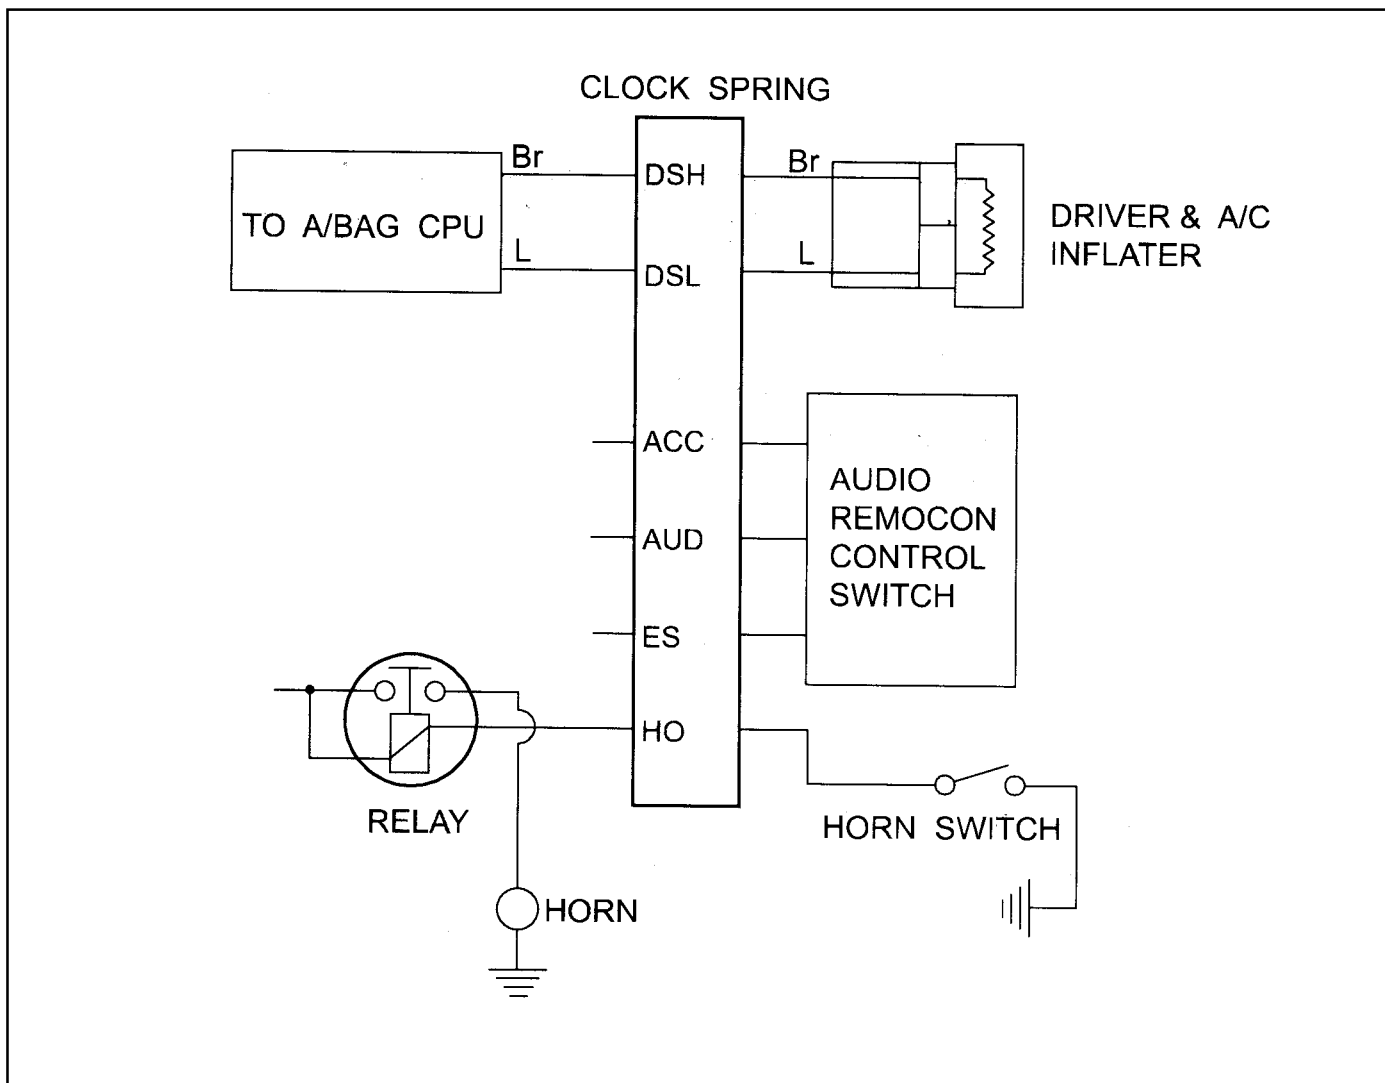 CLOCK SPRING
TO A/BAG CPU
Br
L
DSH
DSL
Br
L
DRIVER & A/C
INFLATER
ACC
AUD
ES
HO
AUDIO
REMOCON
CONTROL
SWITCH
RELAY
HORN SWITCH
HORN